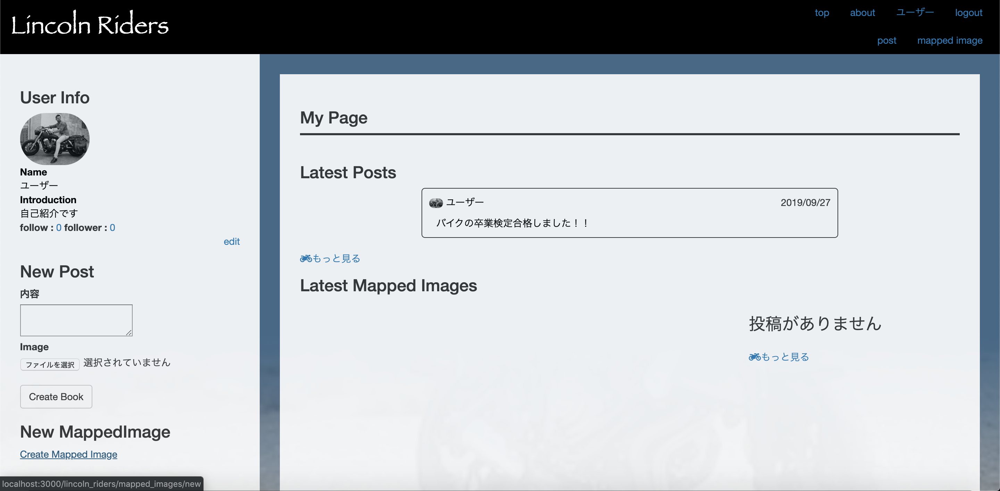 Lincoln Riders
top about ユーザー logout
post mapped image
User Info
Name
ユーザー
Introduction
自己紹介です
follow : 0 follower : 0
edit
New Post
内容
Image
ファイルを選択 選択されていません
Create Book
New MappedImage
Create Mapped Image
My Page
Latest Posts
ユーザー 2019/09/27
バイクの卒業検定合格しました！！
もっと見る
Latest Mapped Images
投稿がありません
もっと見る
localhost:3000/lincoln_riders/mapped_images/new